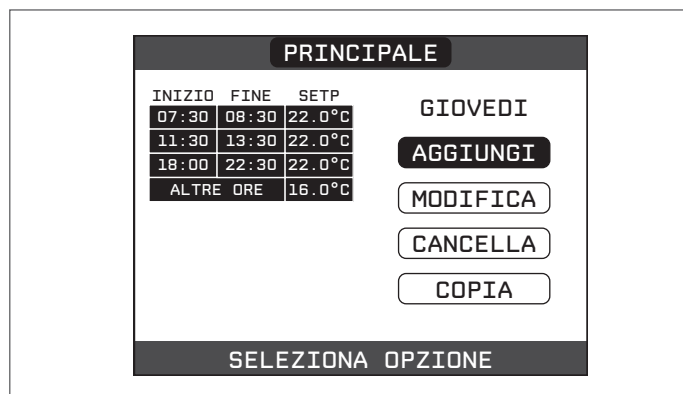 PRINCIPALE
INIZIO FINE SETP
07:30 08:30 22.0°C
11:30 13:30 22.0°C
18:00 22:30 22.0°C
ALTRE ORE 16.0°C
GIOVEDI
AGGIUNGI
MODIFICA
CANCELLA
COPIA
SELEZIONA OPZIONE